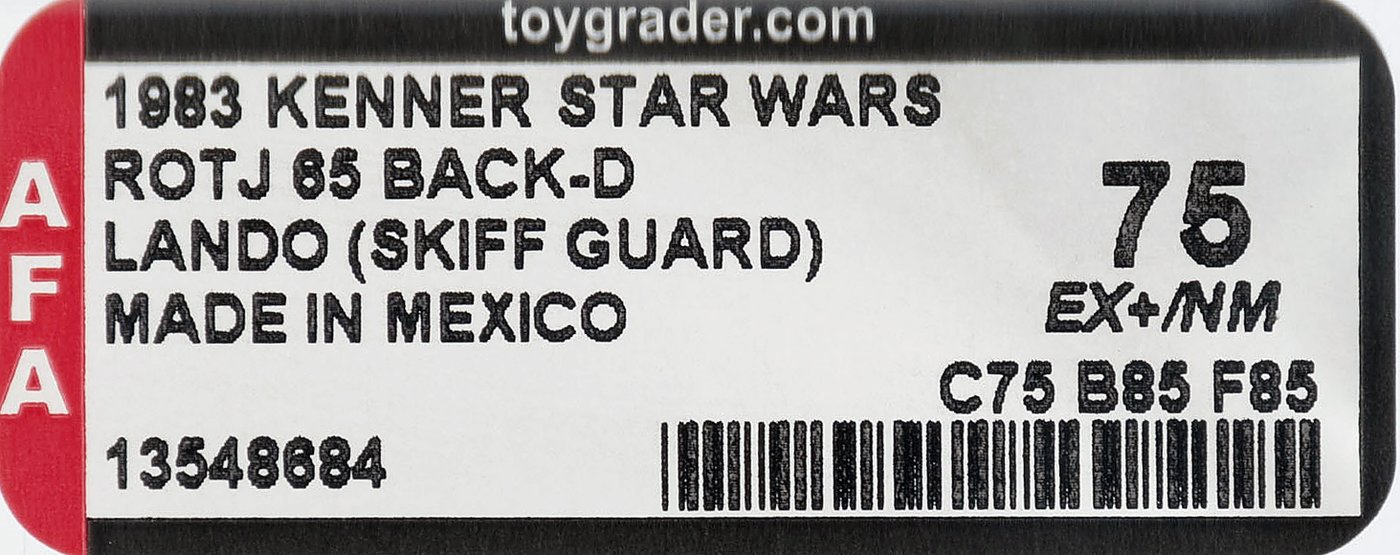 toygrader.com
AFA
1983 KENNER STAR WARS
ROTJ 65 BACK-D
LANDO (SKIFF GUARD)
MADE IN MEXICO
75
EX+/NM
C75 B85 F85
13548684